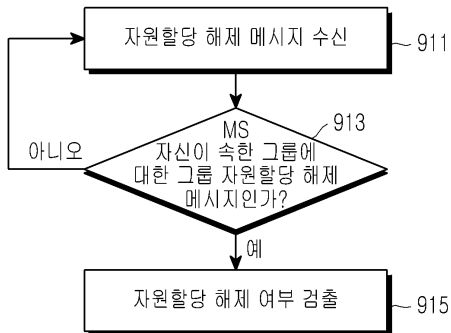 자원할당 해제 메시지 수신
911
913
MS
자신이 속한 그룹에
대한 그룹 자원할당 해제
메시지인가?
아니오
예
자원할당 해제 여부 검출
915